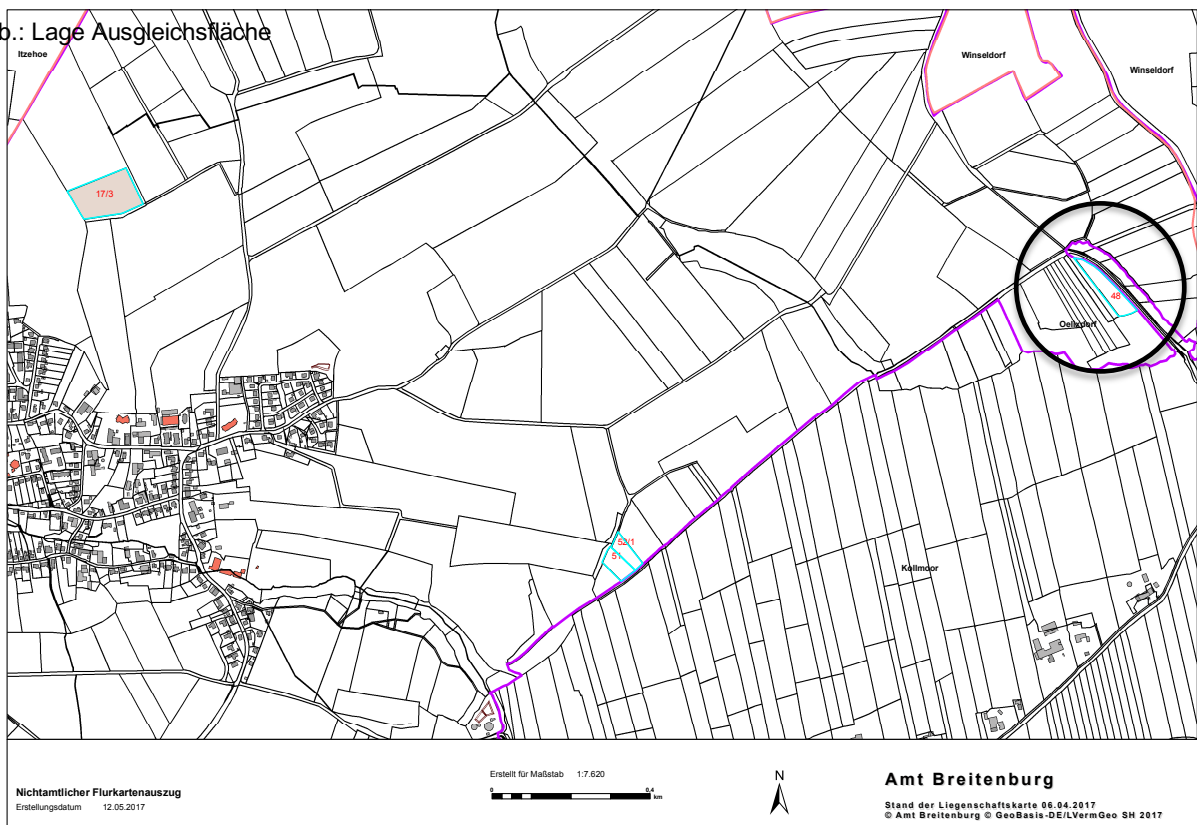 b.: Lage Ausgleichsfläche
Itzehoe
Winseldorf
Winseldorf
17/3
48
Oelixdorf
52/1
51
Kollmoor
Nichtamtlicher Flurkartenauszug
Erstellungsdatum 12.05.2017
Erstellt für Maßstab 1:7.620
0 0,4
km
N
Amt Breitenburg
Stand der Liegenschaftskarte 06.04.2017
© Amt Breitenburg © GeoBasis-DE/LVermGeo SH 2017